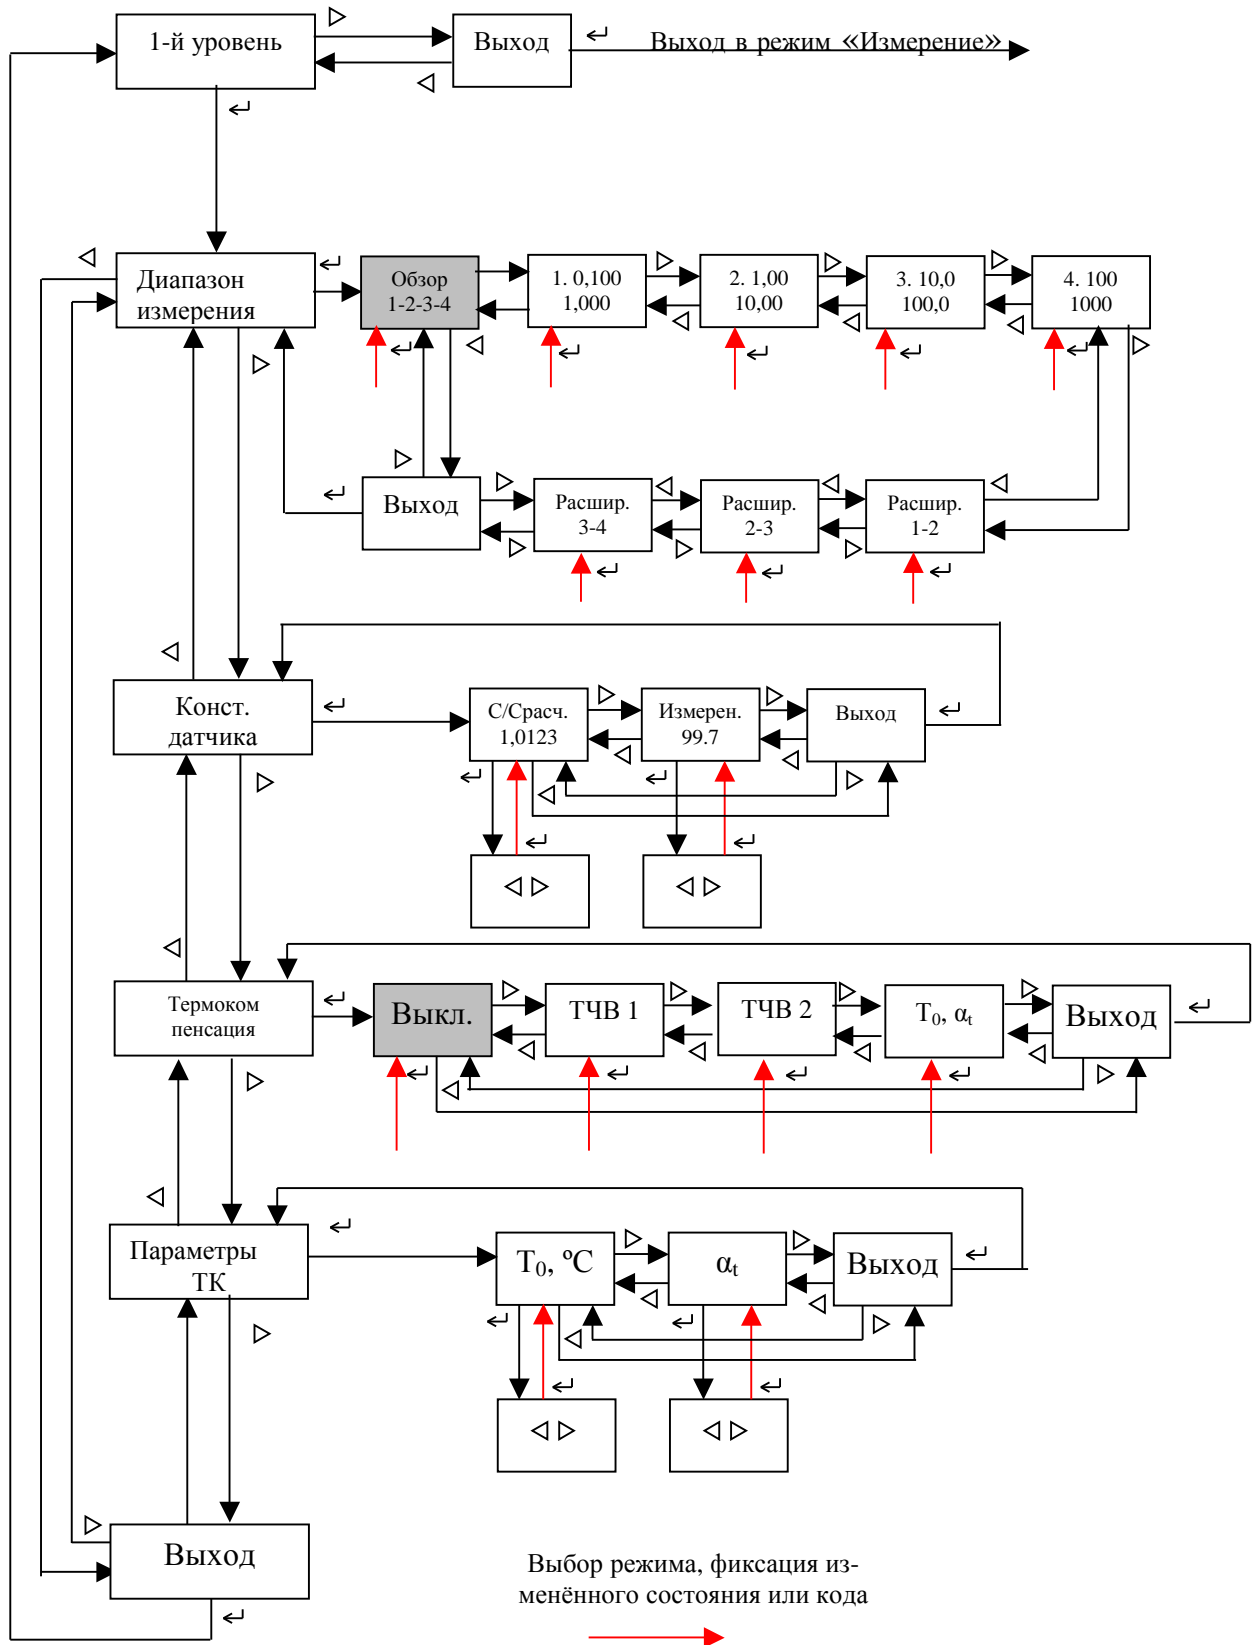 1-й уровень
Выход
Выход в режим «Измерение»
Диапазон
измерения
Обзор
1-2-3-4
1. 0,100
1,000
2. 1,00
10,00
3. 10,0
100,0
4. 100
1000
Выход
Расшир.
3-4
Расшир.
2-3
Расшир.
1-2
Конст.
датчика
С/Срасч.
1,0123
Измерен.
99.7
Выход
Термоком
пенсация
Выкл.
ТЧВ 1
ТЧВ 2
T₀, αₜ
Выход
Параметры
ТК
T₀, ºС
αₜ
Выход
Выход
Выбор режима, фиксация из-
менённого состояния или кода